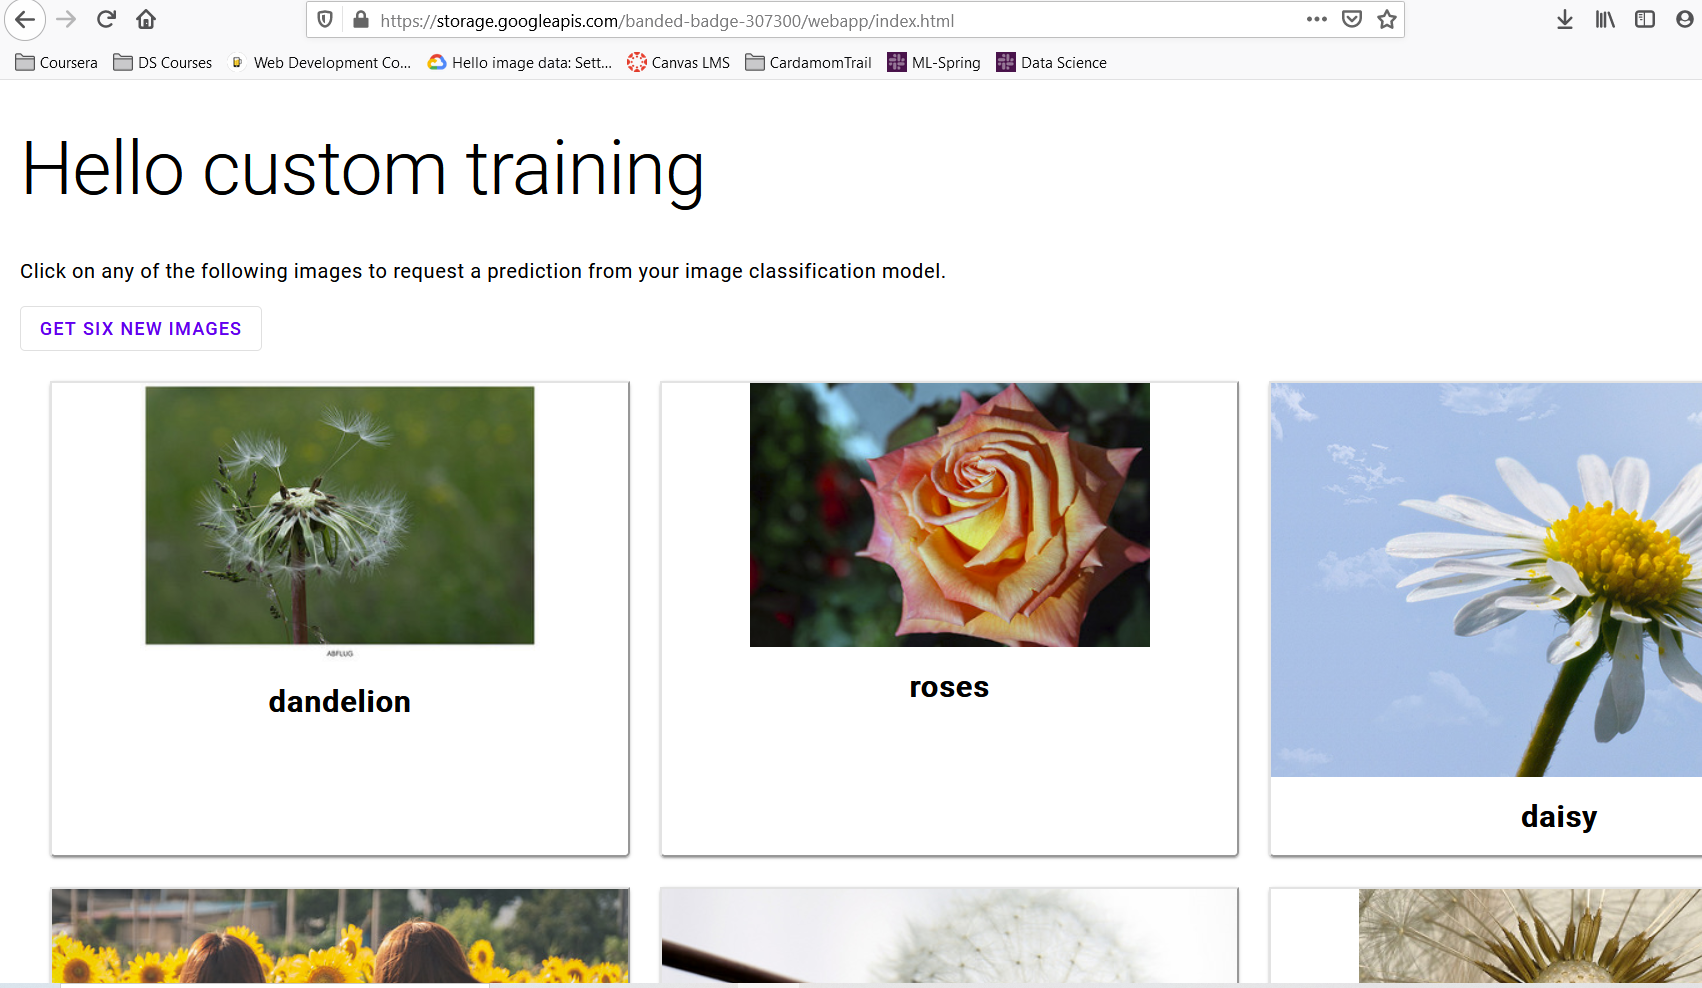 https://storage.googleapis.com/banded-badge-307300/webapp/index.html
Coursera DS Courses Web Development Co... Hello image data: Sett... Canvas LMS CardamomTrail ML-Spring Data Science
Hello custom training
Click on any of the following images to request a prediction from your image classification model.
GET SIX NEW IMAGES
ABFLUG
dandelion
roses
daisy